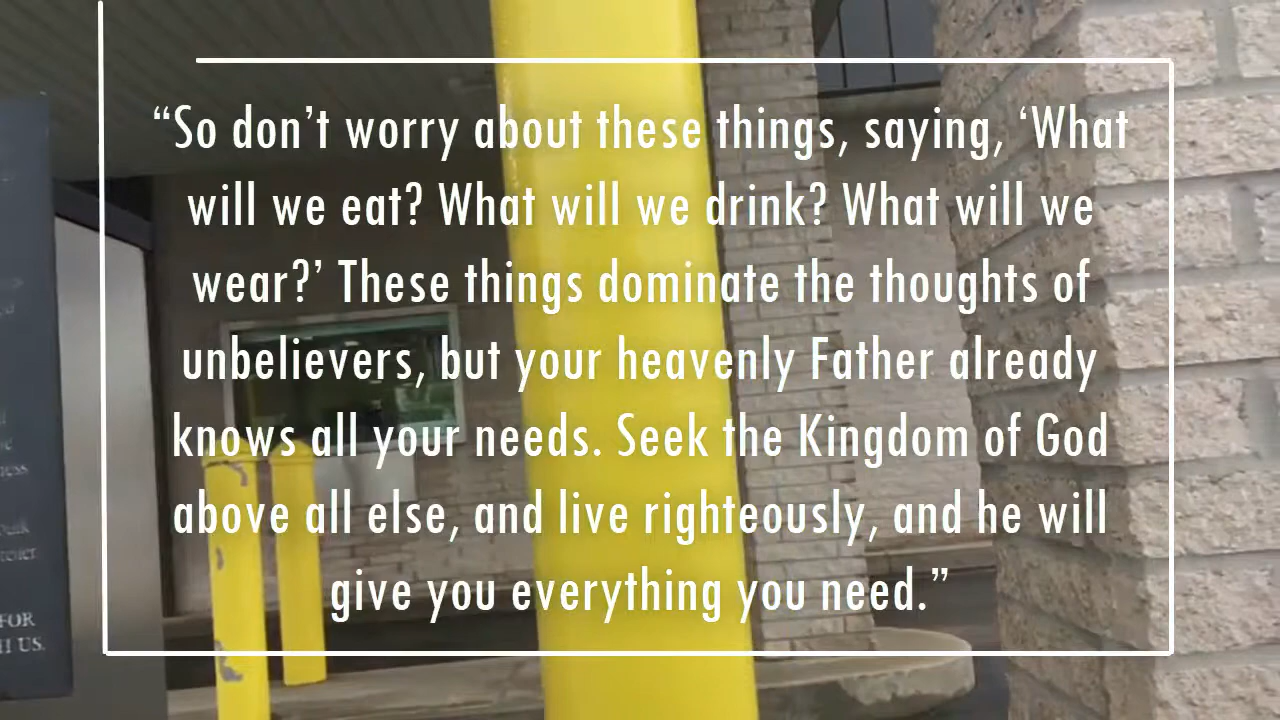 “So don’t worry about these things, saying, ‘What
will we eat? What will we drink? What will we
wear?’ These things dominate the thoughts of
unbelievers, but your heavenly Father already
knows all your needs. Seek the Kingdom of God
above all else, and live righteously, and he will
give you everything you need.”
FOR
US.